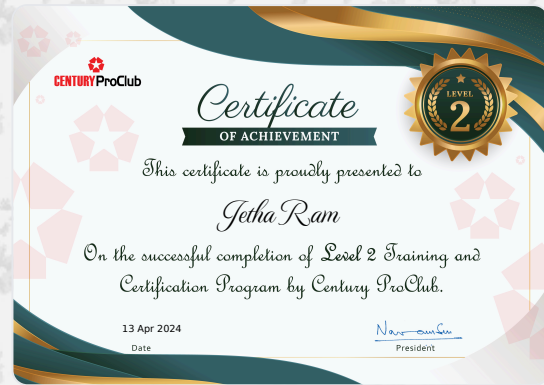 CENTURY ProClub
LEVEL
2
Certificate
OF ACHIEVEMENT
This certificate is proudly presented to
Jetha Ram
On the successful completion of Level 2 Training and
Certification Program by Century ProClub.
13 Apr 2024
Date
President